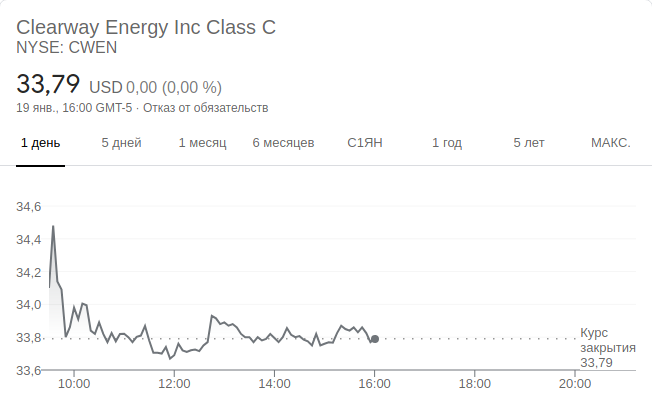 Clearway Energy Inc Class C
NYSE: CWEN
33,79 USD 0,00 (0,00 %)
19 янв., 16:00 GMT-5 · Отказ от обязательств
1 день 5 дней 1 месяц 6 месяцев С1ЯН 1 год 5 лет МАКС.
34,6
34,4
34,2
34,0
33,8
33,6
Курс
закрытия
33,79
10:00 12:00 14:00 16:00 18:00 20:00